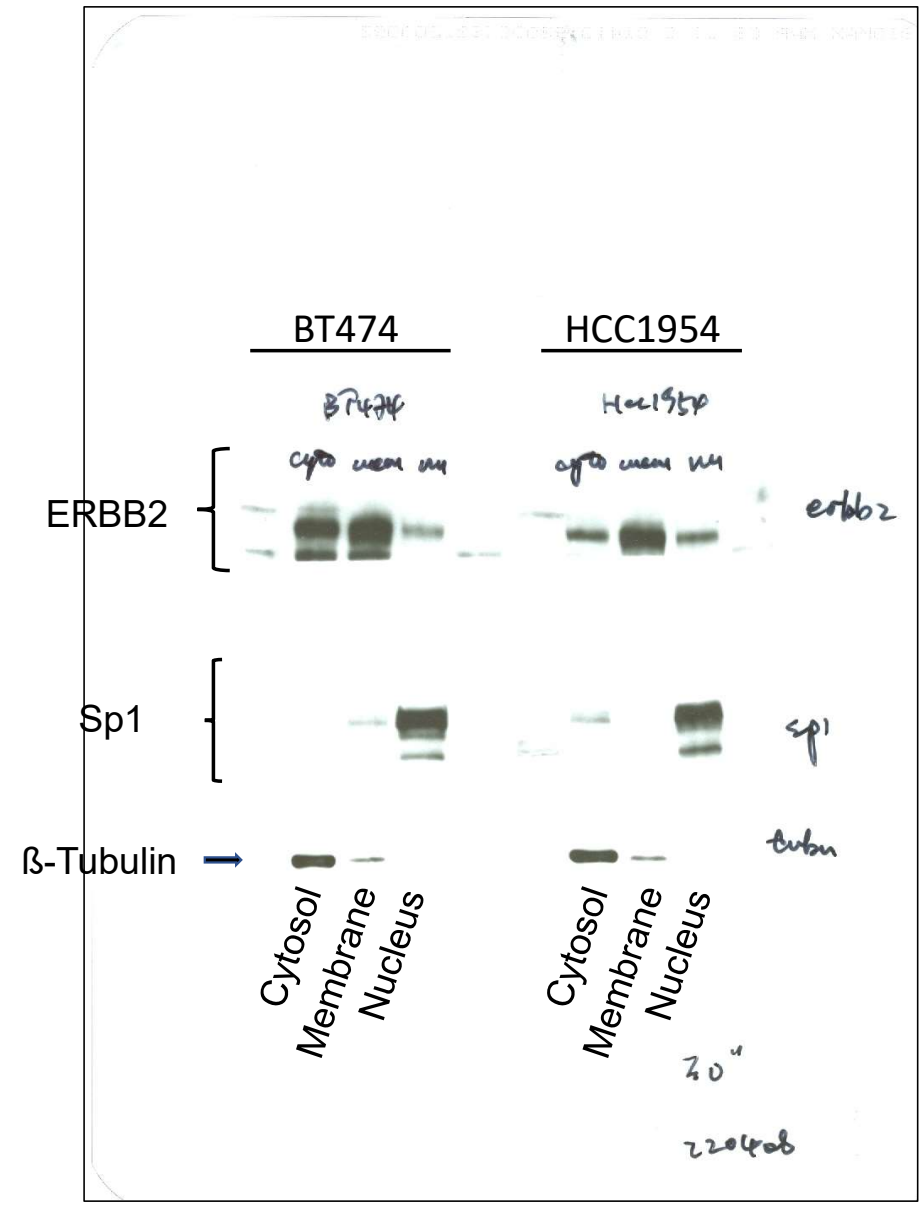 BT474 HCC1954
BT474 Hcc1954
cyto mem nu cyto mem nu
ERBB2 erbb2
Sp1 sp1
ß-Tubulin tubu
Cytosol Membrane Nucleus Cytosol Membrane Nucleus
30"
220408